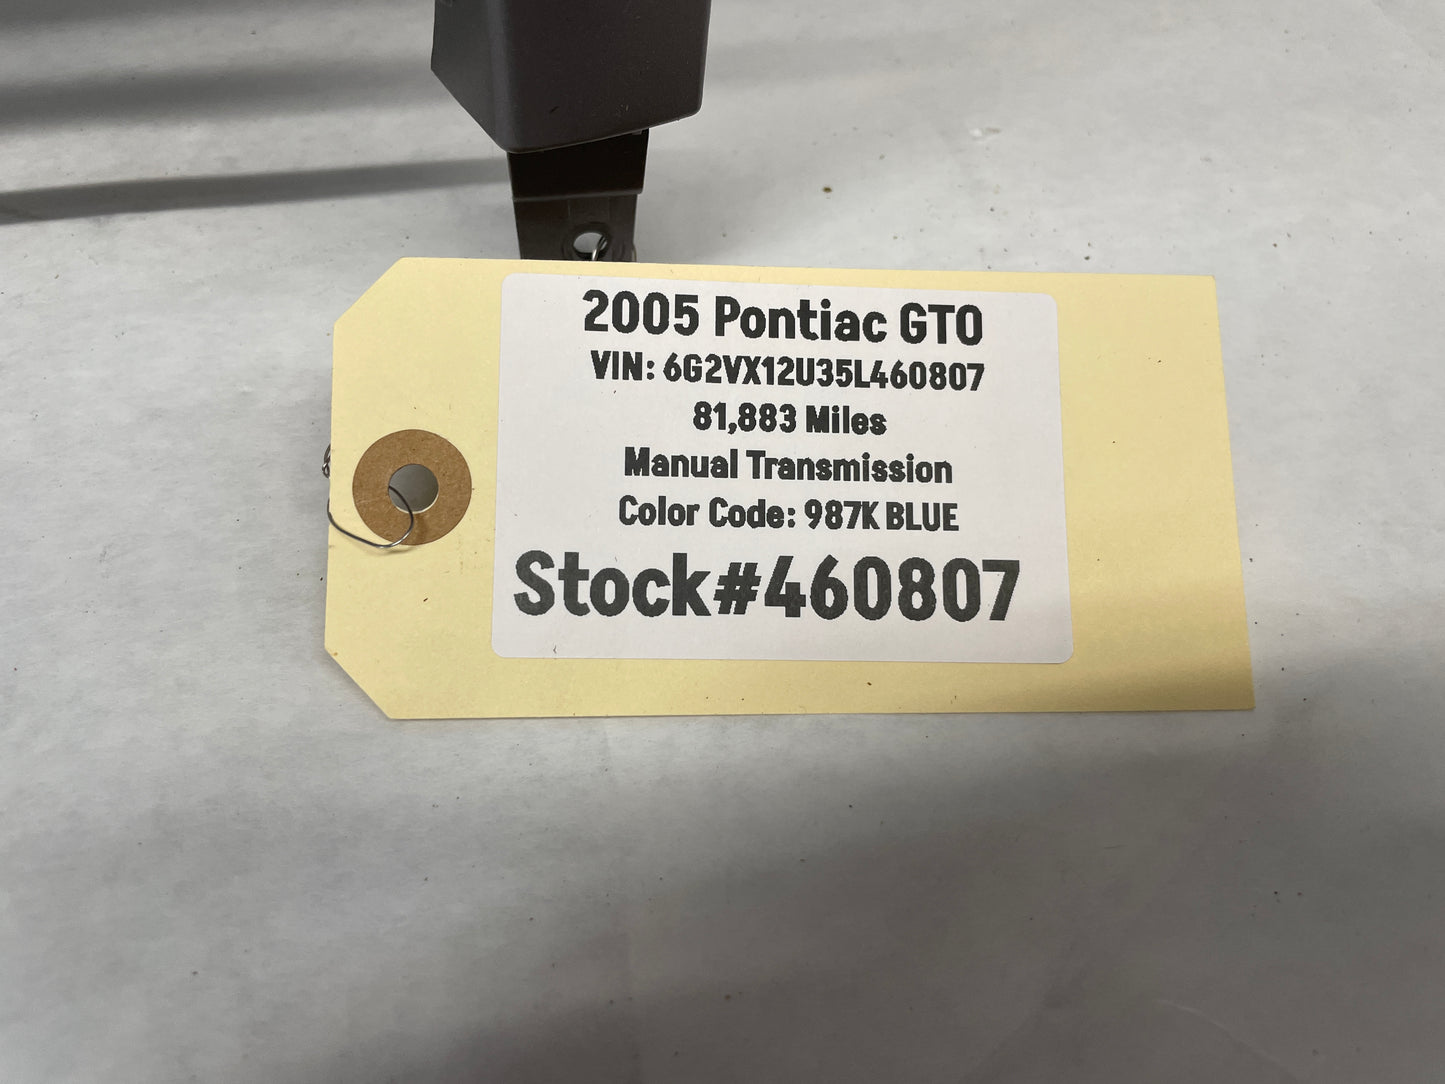 2005 Pontiac GTO
VIN: 6G2VX12U35L460807
81,883 Miles
Manual Transmission
Color Code: 987K BLUE
Stock#460807